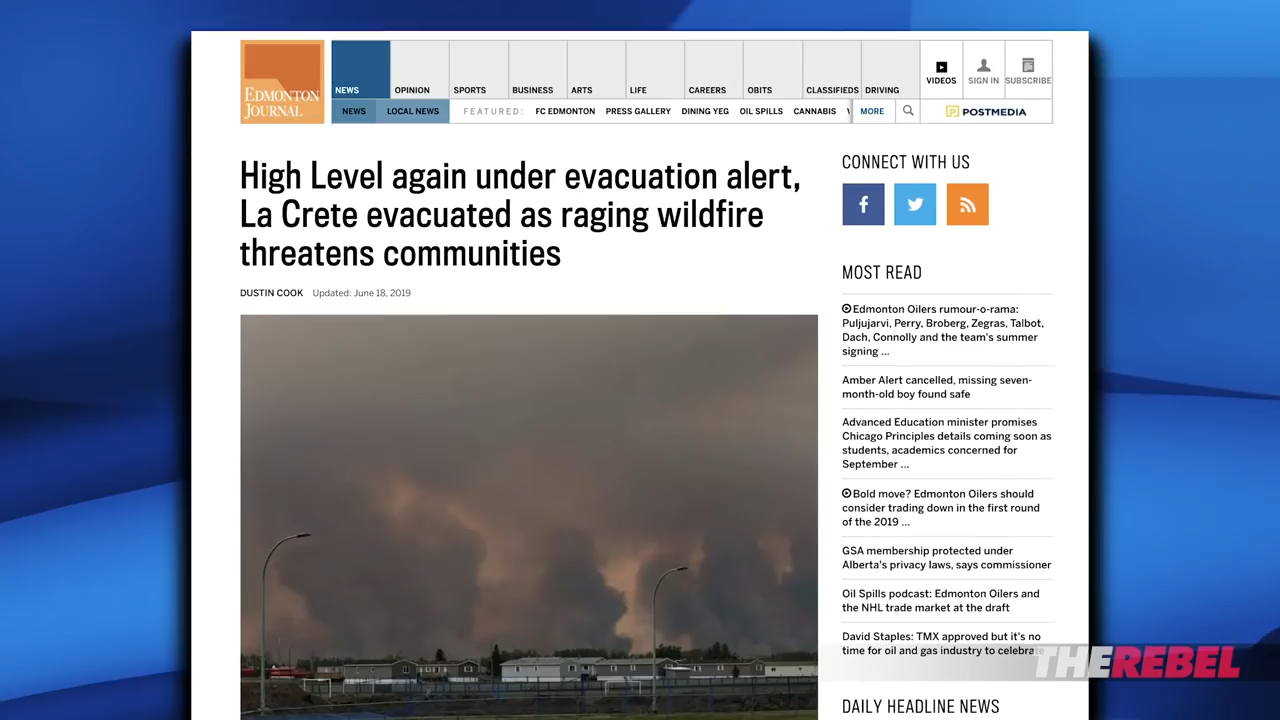 EDMONTON
JOURNAL
NEWS
OPINION
SPORTS
BUSINESS
ARTS
LIFE
CAREERS
OBITS
CLASSIFIEDS
DRIVING
VIDEOS
SIGN IN
SUBSCRIBE
NEWS
LOCAL NEWS
FEATURED:
FC EDMONTON
PRESS GALLERY
DINING YEG
OIL SPILLS
CANNABIS
MORE
POSTMEDIA
High Level again under evacuation alert,
La Crete evacuated as raging wildfire
threatens communities
DUSTIN COOK Updated: June 18, 2019
CONNECT WITH US
MOST READ
Edmonton Oilers rumour-o-rama:
Puljujarvi, Perry, Broberg, Zegras, Talbot,
Dach, Connolly and the team's summer
signing ...
Amber Alert cancelled, missing seven-
month-old boy found safe
Advanced Education minister promises
Chicago Principles details coming soon as
students, academics concerned for
September ...
Bold move? Edmonton Oilers should
consider trading down in the first round
of the 2019 ...
GSA membership protected under
Alberta's privacy laws, says commissioner
Oil Spills podcast: Edmonton Oilers and
the NHL trade market at the draft
David Staples: TMX approved but it's no
time for oil and gas industry to celebrate
THE REBEL
DAILY HEADLINE NEWS